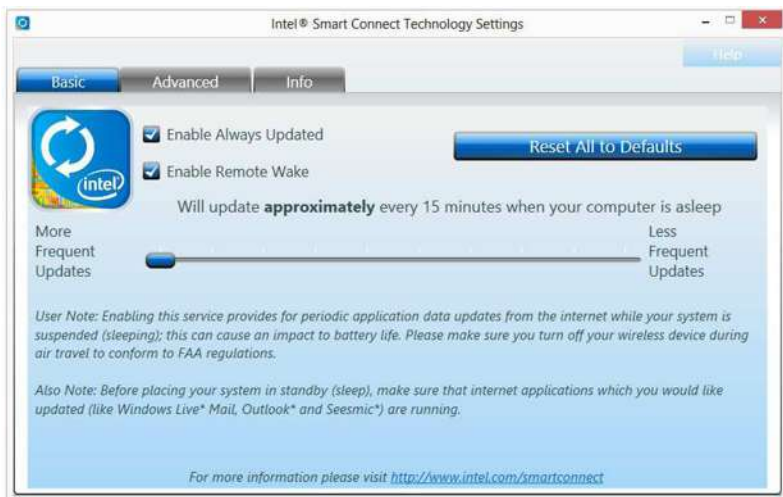 Intel® Smart Connect Technology Settings
Help
Basic
Advanced
Info
Enable Always Updated
Reset All to Defaults
Enable Remote Wake
intel
Will update approximately every 15 minutes when your computer is asleep
More
Frequent
Updates
Less
Frequent
Updates
User Note: Enabling this service provides for periodic application data updates from the internet while your system is
suspended (sleeping); this can cause an impact to battery life. Please make sure you turn off your wireless device during
air travel to conform to FAA regulations.
Also Note: Before placing your system in standby (sleep), make sure that internet applications which you would like
updated (like Windows Live* Mail, Outlook* and Seesmic*) are running.
For more information please visit http://www.intel.com/smartconnect